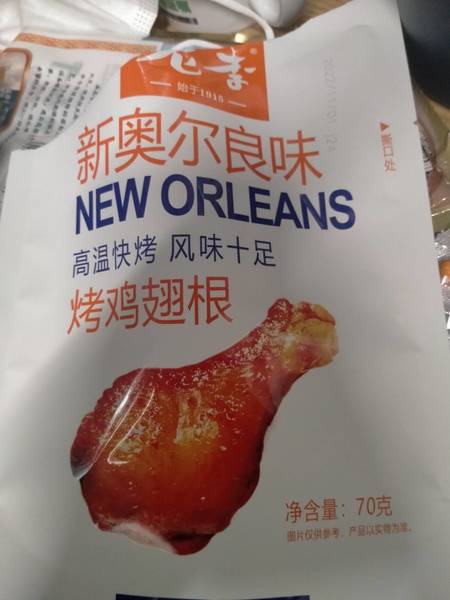 李
始于1915
新奥尔良味
NEW ORLEANS
高温快烤 风味十足
烤鸡翅根
撕口处
净含量：70克
图片仅供参考，产品以实物为准。